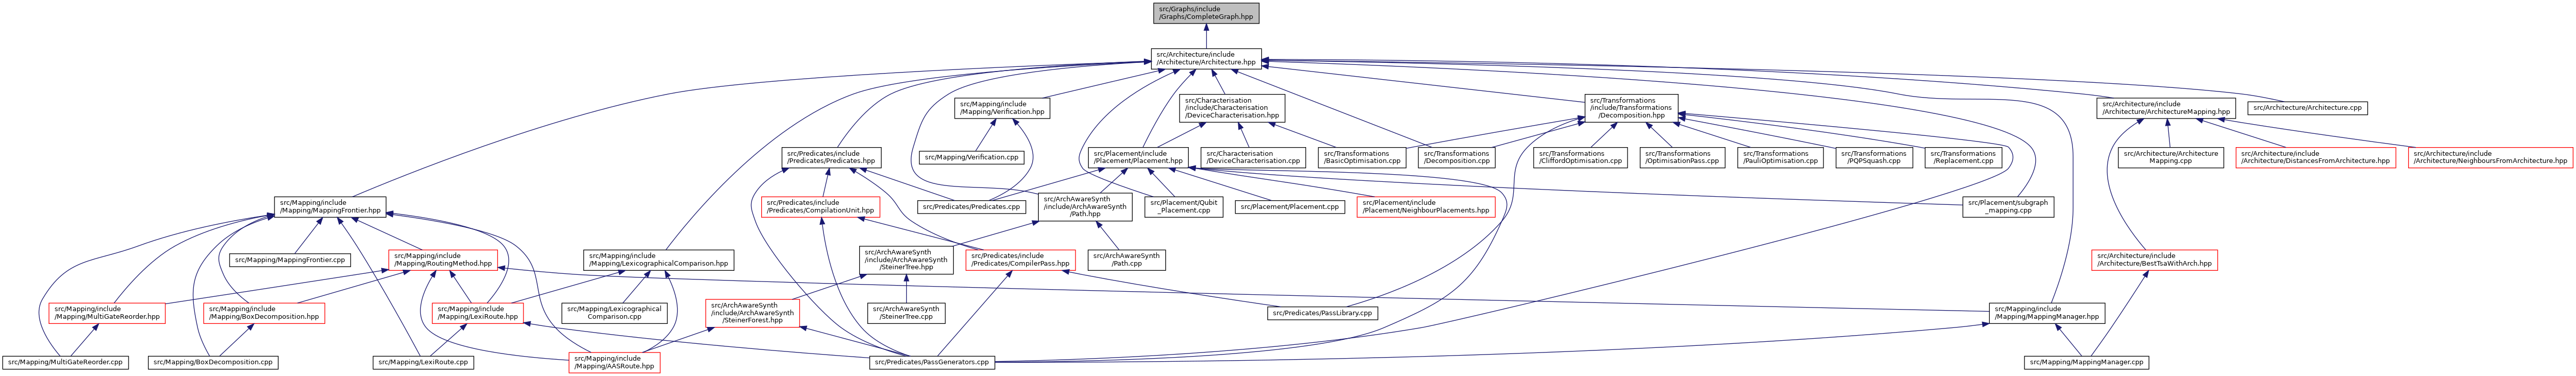 src/Graphs/include
/Graphs/CompleteGraph.hpp
src/Architecture/include
/Architecture/Architecture.hpp
src/Mapping/include
/Mapping/Verification.hpp
src/Characterisation
/include/Characterisation
/DeviceCharacterisation.hpp
src/Transformations
/include/Transformations
/Decomposition.hpp
src/Architecture/include
/Architecture/ArchitectureMapping.hpp
src/Architecture/Architecture.cpp
src/Predicates/include
/Predicates/Predicates.hpp
src/Mapping/Verification.cpp
src/Placement/include
/Placement/Placement.hpp
src/Characterisation
/DeviceCharacterisation.cpp
src/Transformations
/BasicOptimisation.cpp
src/Transformations
/Decomposition.cpp
src/Transformations
/CliffordOptimisation.cpp
src/Transformations
/OptimisationPass.cpp
src/Transformations
/PauliOptimisation.cpp
src/Transformations
/PQPSquash.cpp
src/Transformations
/Replacement.cpp
src/Architecture/Architecture
Mapping.cpp
src/Architecture/include
/Architecture/DistancesFromArchitecture.hpp
src/Architecture/include
/Architecture/NeighboursFromArchitecture.hpp
src/Mapping/include
/Mapping/MappingFrontier.hpp
src/Predicates/include
/Predicates/CompilationUnit.hpp
src/Predicates/Predicates.cpp
src/ArchAwareSynth
/include/ArchAwareSynth
/Path.hpp
src/Placement/Qubit
_Placement.cpp
src/Placement/Placement.cpp
src/Placement/include
/Placement/NeighbourPlacements.hpp
src/Placement/subgraph
_mapping.cpp
src/Mapping/MappingFrontier.cpp
src/Mapping/include
/Mapping/RoutingMethod.hpp
src/Mapping/include
/Mapping/LexicographicalComparison.hpp
src/ArchAwareSynth
/include/ArchAwareSynth
/SteinerTree.hpp
src/Predicates/include
/Predicates/CompilerPass.hpp
src/ArchAwareSynth
/Path.cpp
src/Architecture/include
/Architecture/BestTsaWithArch.hpp
src/Mapping/include
/Mapping/MultiGateReorder.hpp
src/Mapping/include
/Mapping/BoxDecomposition.hpp
src/Mapping/include
/Mapping/LexiRoute.hpp
src/Mapping/Lexicographical
Comparison.cpp
src/ArchAwareSynth
/include/ArchAwareSynth
/SteinerForest.hpp
src/ArchAwareSynth
/SteinerTree.cpp
src/Predicates/PassLibrary.cpp
src/Mapping/include
/Mapping/MappingManager.hpp
src/Mapping/MultiGateReorder.cpp
src/Mapping/BoxDecomposition.cpp
src/Mapping/LexiRoute.cpp
src/Mapping/include
/Mapping/AASRoute.hpp
src/Predicates/PassGenerators.cpp
src/Mapping/MappingManager.cpp